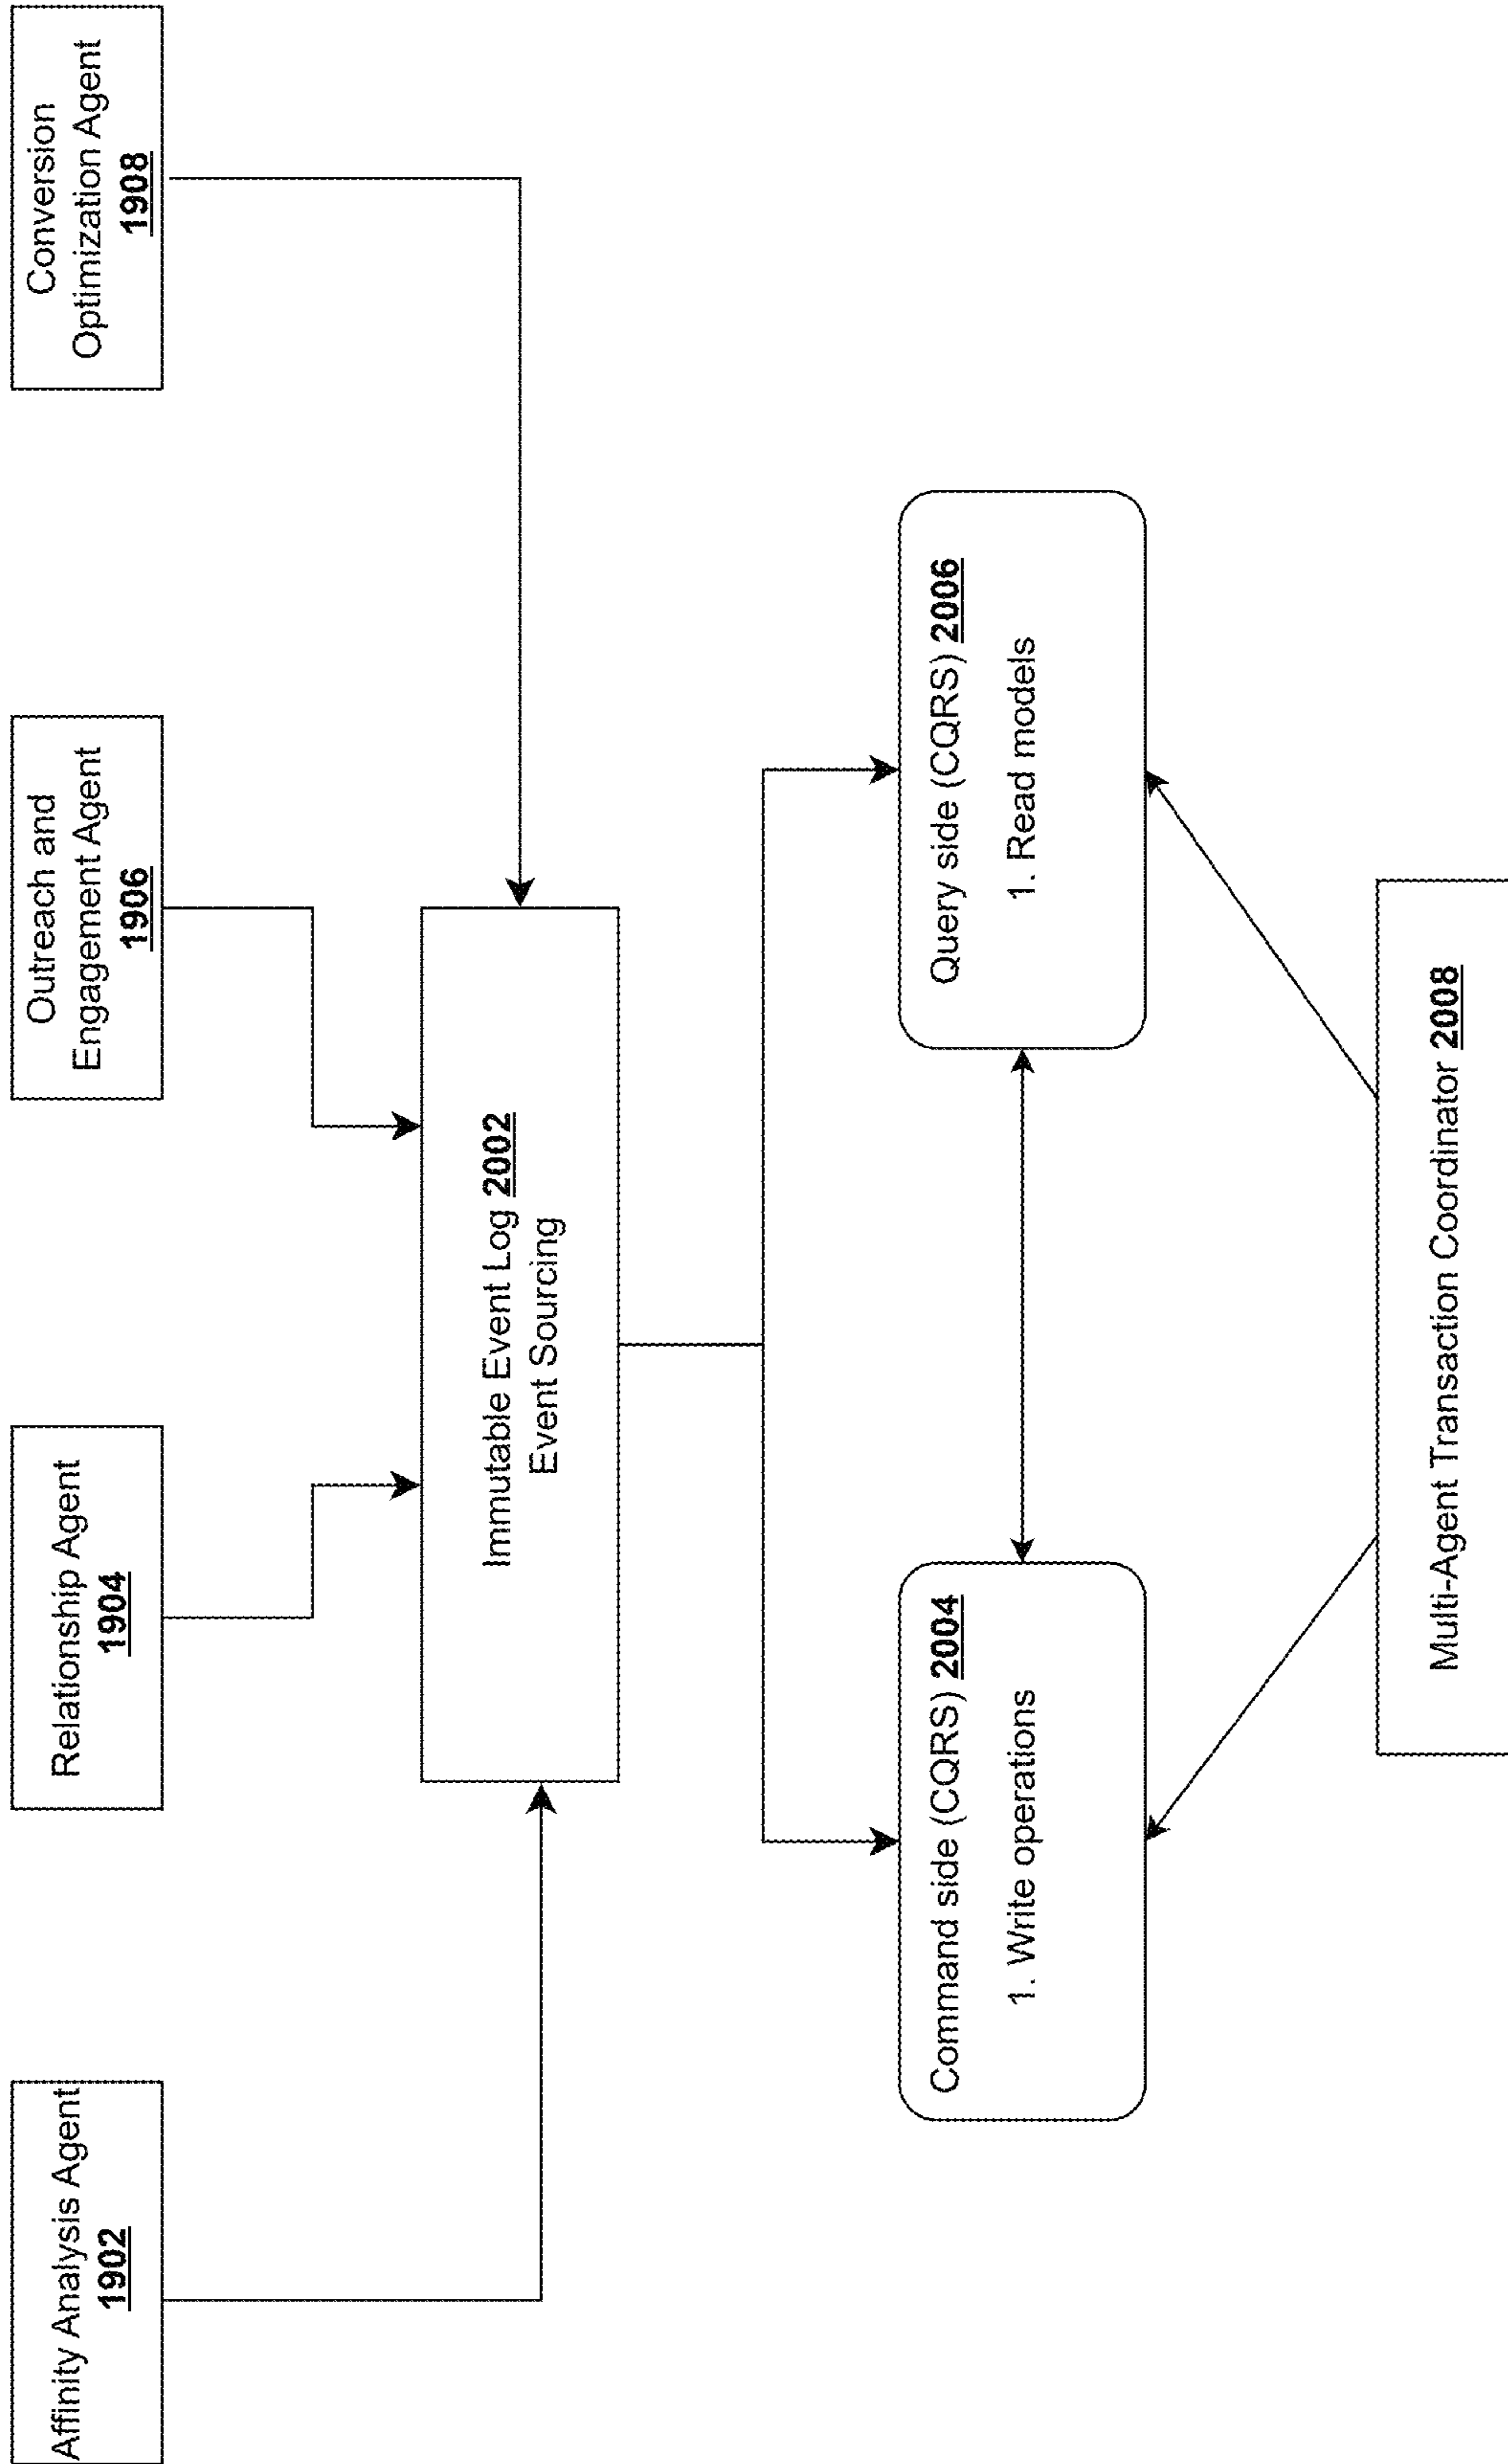 Affinity Analysis Agent
1902
Relationship Agent
1904
Outreach and
Engagement Agent
1906
Conversion
Optimization Agent
1908
Immutable Event Log 2002
Event Sourcing
Command side (CQRS) 2004
1. Write operations
Query side (CQRS) 2006
1. Read models
Multi-Agent Transaction Coordinator 2008